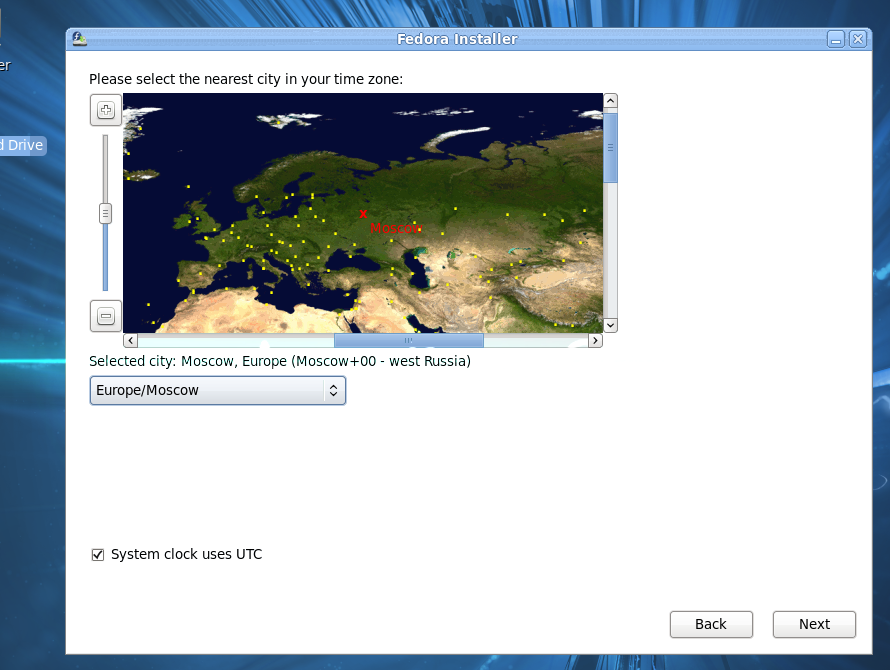 Fedora Installer
er
d Drive
Please select the nearest city in your time zone:
Moscow
Selected city: Moscow, Europe (Moscow+00 - west Russia)
Europe/Moscow
System clock uses UTC
Back
Next